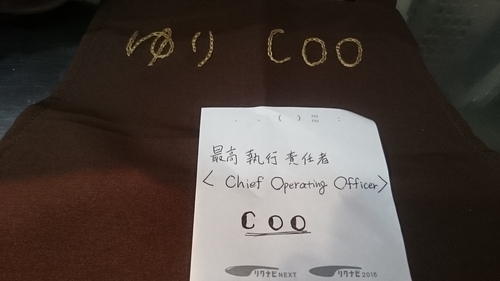 ゆり COO
最高執行責任者
< Chief Operating Officer>
COO
リクナビNEXT リクナビ2016